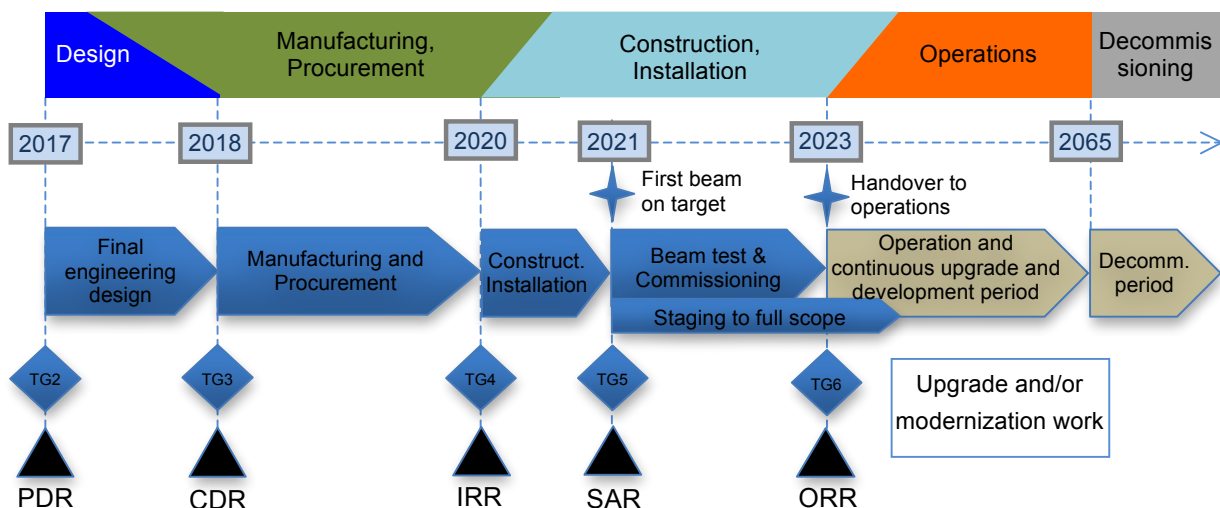 Design
Manufacturing,
Procurement
Construction,
Installation
Operations
Decommis
sioning
2017
2018
2020
2021
2023
2065
First beam
on target
Handover to
operations
Final
engineering
design
Manufacturing and
Procurement
Construct.
Installation
Beam test &
Commissioning
Operation and
continuous upgrade and
development period
Decomm.
period
Staging to full scope
TG2
TG3
TG4
TG5
TG6
Upgrade and/or
modernization work
PDR
CDR
IRR
SAR
ORR